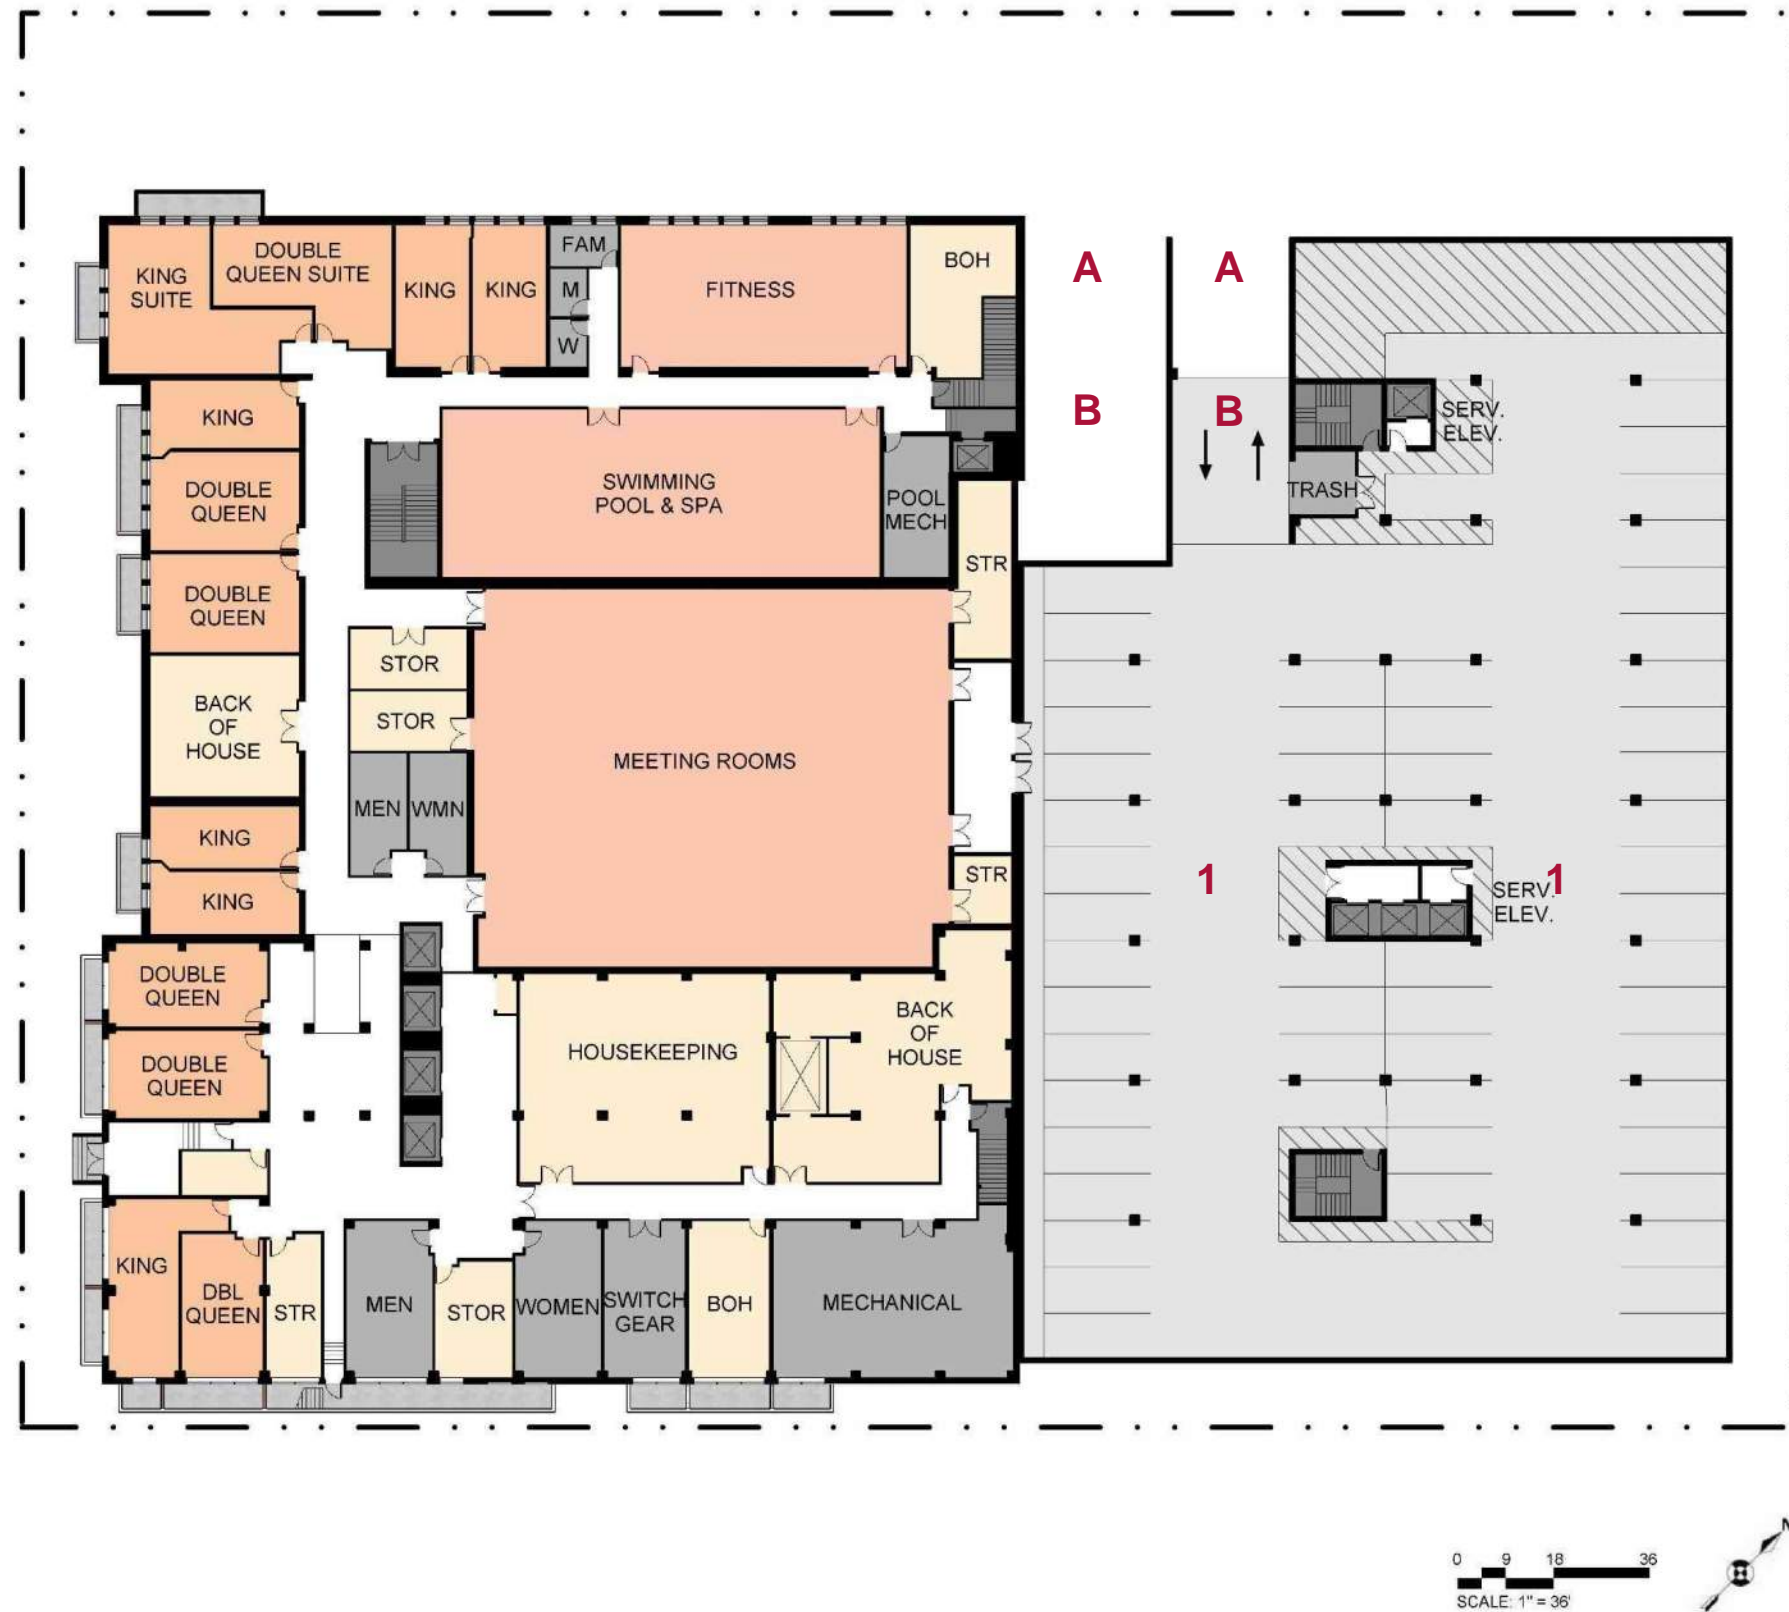 A
A
FAM
KING
SUITE
DOUBLE
QUEEN SUITE
KING
KING
M
W
FITNESS
BOH
B
B
KING
SERV.
ELEV.
DOUBLE
QUEEN
SWIMMING
POOL & SPA
POOL
MECH
TRASH
STR
DOUBLE
QUEEN
STOR
STOR
BACK
OF
HOUSE
MEETING ROOMS
MEN
WMN
KING
KING
STR
1
1
SERV.
ELEV.
DOUBLE
QUEEN
DOUBLE
QUEEN
HOUSEKEEPING
BACK
OF
HOUSE
KING
DBL
QUEEN
STR
MEN
STOR
WOMEN
SWITCH
GEAR
BOH
MECHANICAL
N
0 9 18 36
SCALE: 1" = 36'